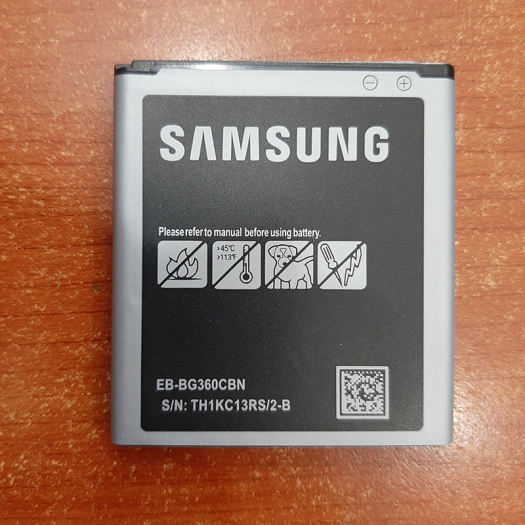 SAMSUNG
Please refer to manual before using battery.
>45°C
>113°F
EB-BG360CBN
S/N: TH1KC13RS/2-B